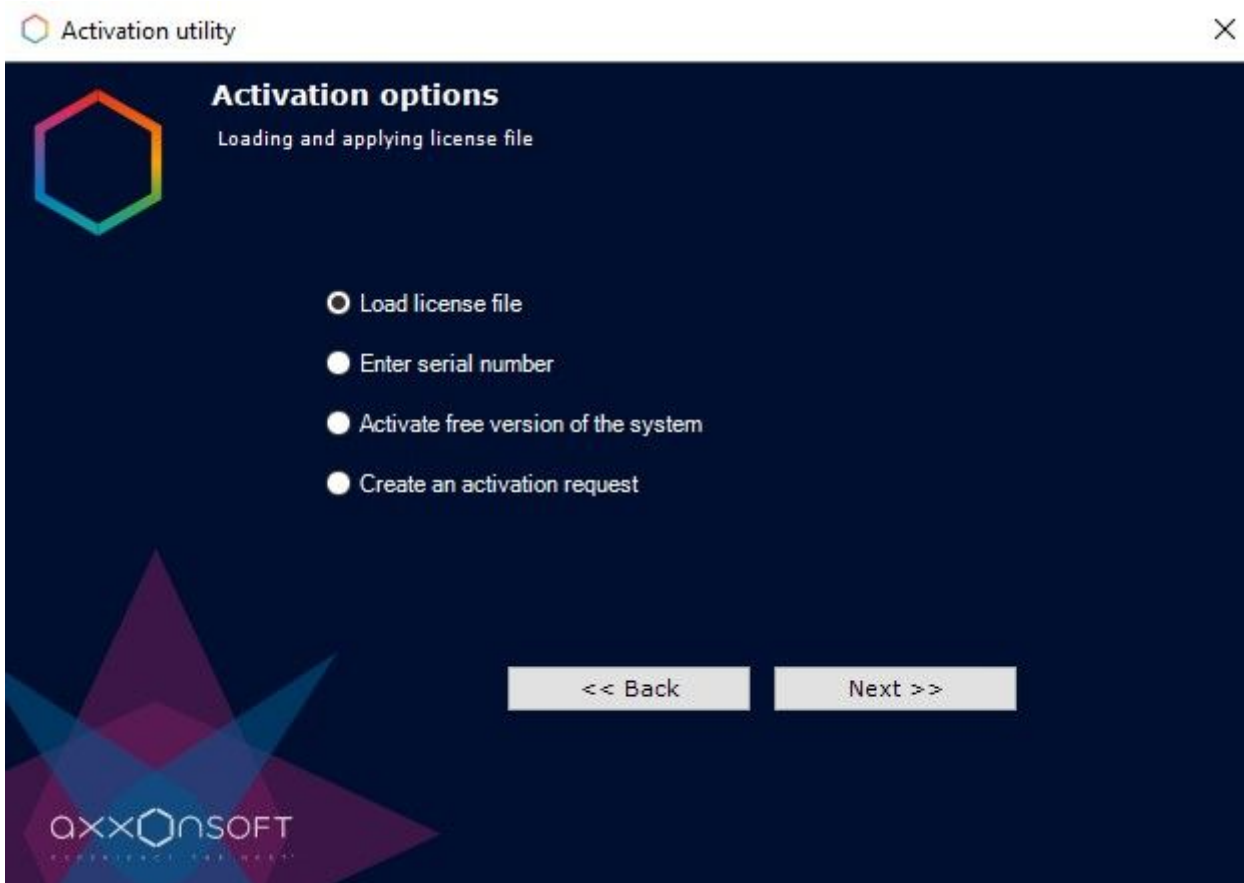 Activation utility
Activation options
Loading and applying license file
Load license file
Enter serial number
Activate free version of the system
Create an activation request
<< Back
Next >>
axxonsoft